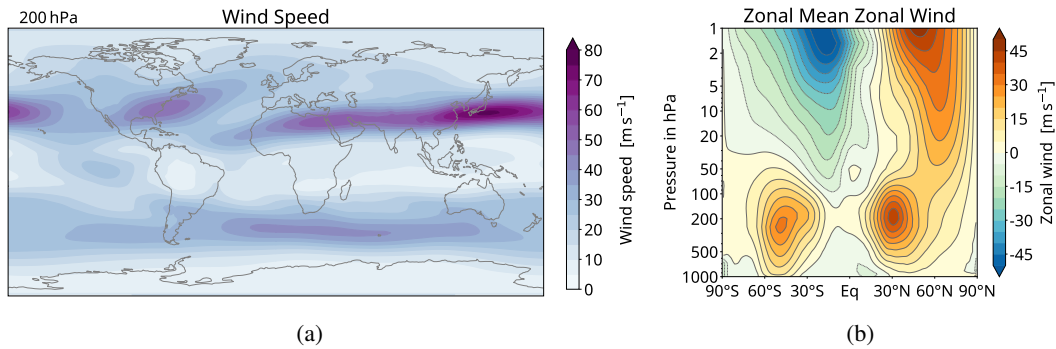 200 hPa
Wind Speed
80
70
60
50
40
30
20
10
0
Wind speed [m s⁻¹]
(a)
Zonal Mean Zonal Wind
Pressure in hPa
1
2
5
10
20
50
100
200
500
1000
90°S 60°S 30°S Eq 30°N 60°N 90°N
45
30
15
0
-15
-30
-45
Zonal wind [m s⁻¹]
(b)